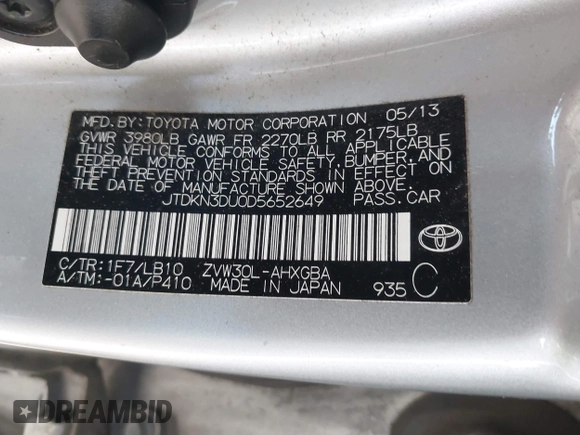 MFD.BY:TOYOTA MOTOR CORPORATION 05/13
GVWR 3980LB GAWR FR 2270LB RR 2175LB
THIS VEHICLE CONFORMS TO ALL APPLICABLE
FEDERAL MOTOR VEHICLE SAFETY,BUMPER,AND
THEFT PREVENTION STANDARDS IN EFFECT ON
THE DATE OF MANUFACTURE SHOWN ABOVE.
JTDKN3DU0D5652649 PASS.CAR
C/TR:1F7/LB10 ZVW30L-AHXGBA
A/TM:-01A/P410 MADE IN JAPAN 935 C
TOYOTA
DREAMBID